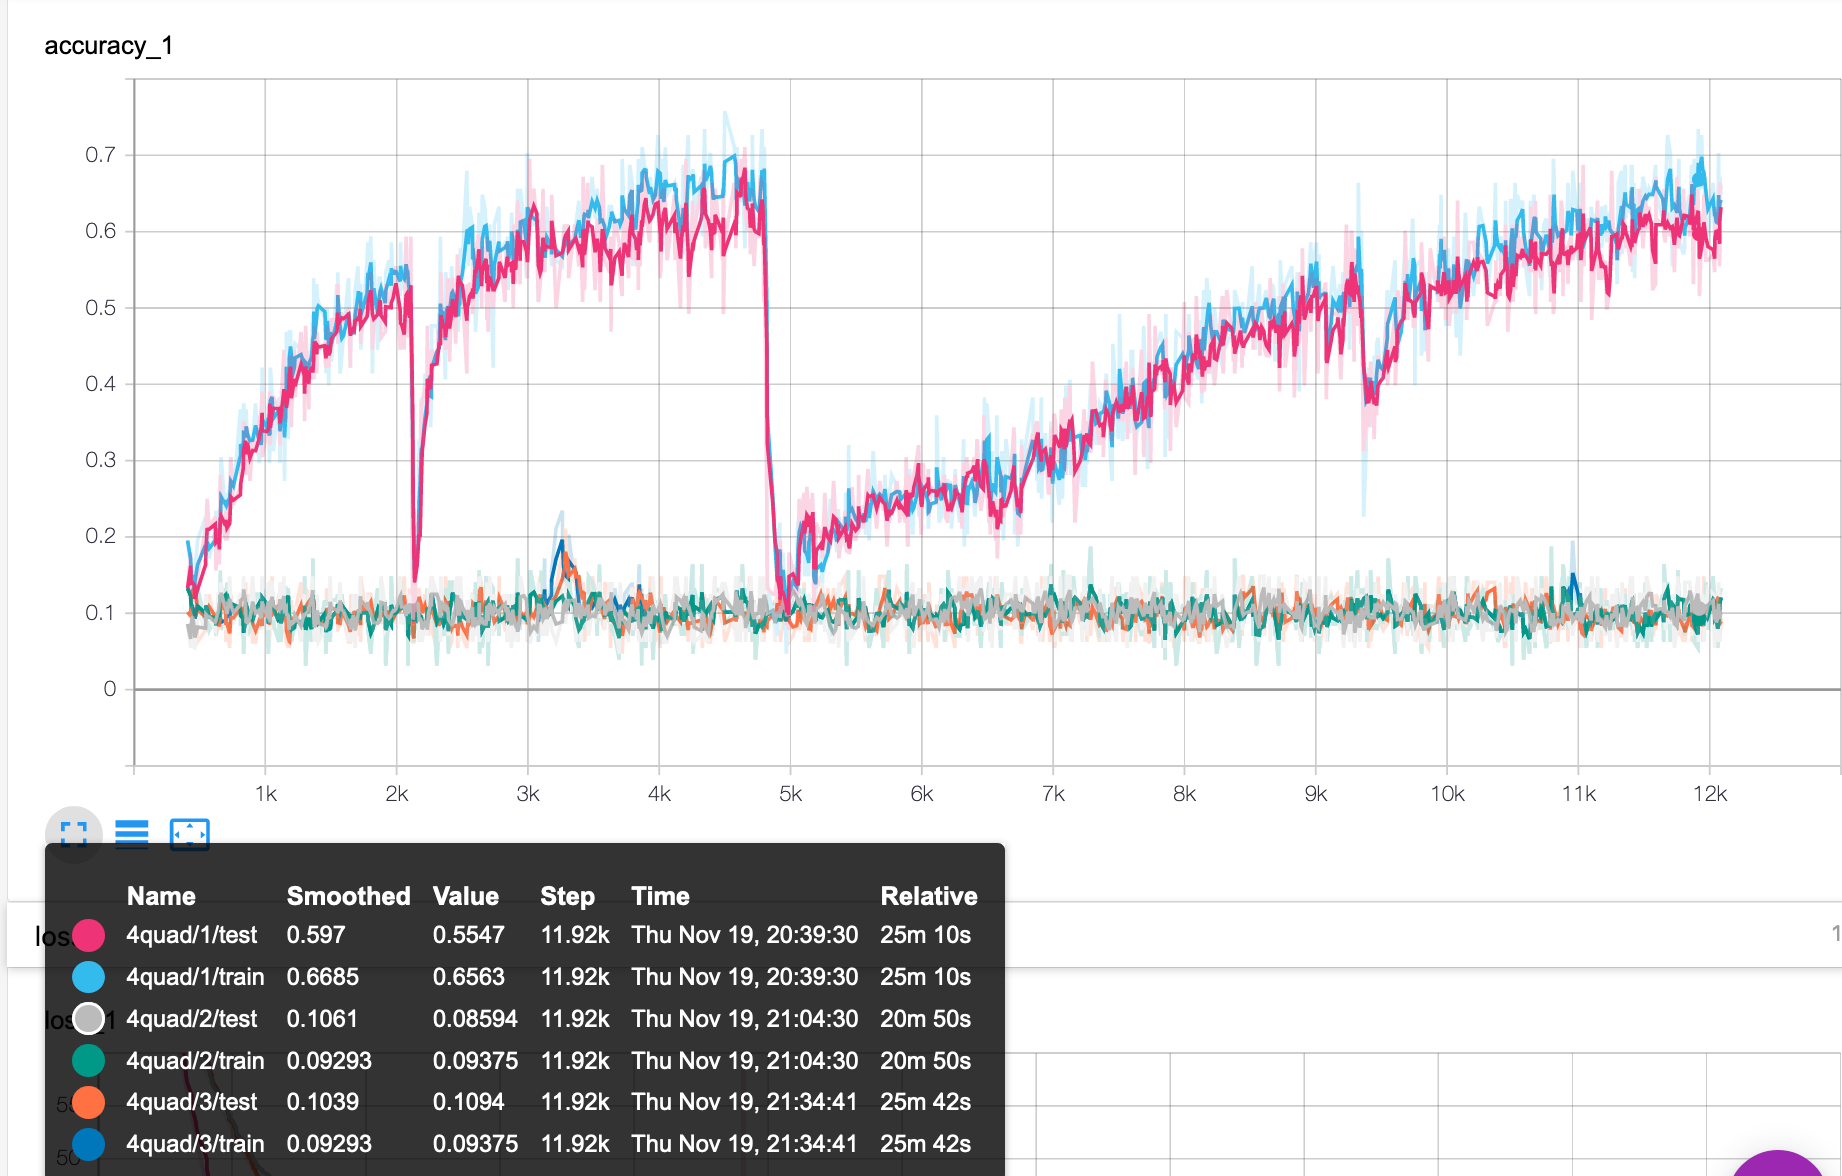 accuracy_1
0.7
0.6
0.5
0.4
0.3
0.2
0.1
0
1k 2k 3k 4k 5k 6k 7k 8k 9k 10k 11k 12k
Name Smoothed Value Step Time Relative
4quad/1/test 0.597 0.5547 11.92k Thu Nov 19, 20:39:30 25m 10s
4quad/1/train 0.6685 0.6563 11.92k Thu Nov 19, 20:39:30 25m 10s
4quad/2/test 0.1061 0.08594 11.92k Thu Nov 19, 21:04:30 20m 50s
4quad/2/train 0.09293 0.09375 11.92k Thu Nov 19, 21:04:30 20m 50s
4quad/3/test 0.1039 0.1094 11.92k Thu Nov 19, 21:34:41 25m 42s
4quad/3/train 0.09293 0.09375 11.92k Thu Nov 19, 21:34:41 25m 42s
1